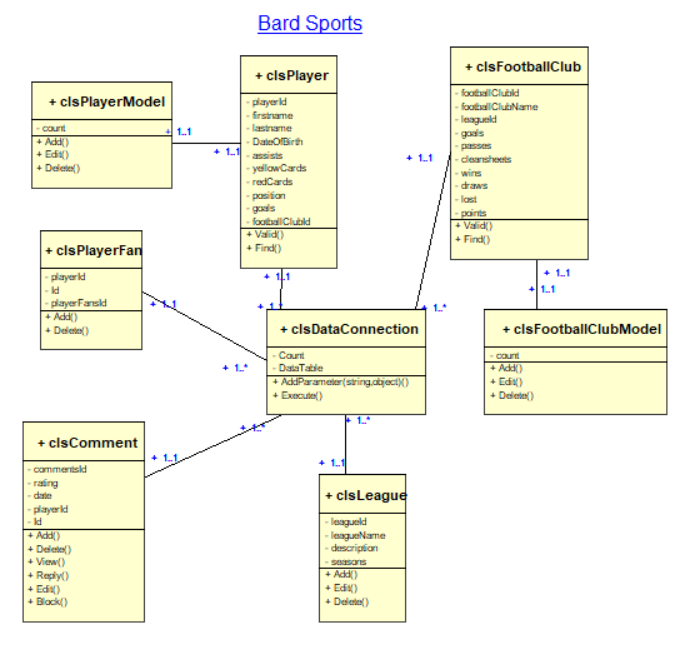 Bard Sports
+ clsPlayerModel
- count
+ Add()
+ Edit()
+ Delete()
+ 1..1
+ 1..1
+ clsPlayer
- playerId
- firstname
- lastname
- DateOfBirth
- assists
- yellowCards
- redCards
- position
- goals
- footballClubId
+ Valid()
+ Find()
+ 1..1
+ 1..*
+ clsFootballClub
- footballClubId
- footballClubName
- leagueId
- goals
- passes
- cleansheets
- wins
- draws
- lost
- points
+ Valid()
+ Find()
+ 1..1
+ 1..*
+ 1..1
+ 1..1
+ clsPlayerFan
- playerId
- Id
- playerFansId
+ Add()
+ Delete()
+ 1..1
+ 1..*
+ clsDataConnection
- Count
- DataTable
+ AddParameter(string,object)()
+ Execute()
+ clsFootballClubModel
- count
+ Add()
+ Edit()
+ Delete()
+ clsComment
- commentsId
- rating
- date
- playerId
- Id
+ Add()
+ Delete()
+ View()
+ Reply()
+ Edit()
+ Block()
+ 1..1
+ 1..*
+ 1..*
+ 1..1
+ clsLeague
- leagueId
- leagueName
- description
- seasons
+ Add()
+ Edit()
+ Delete()